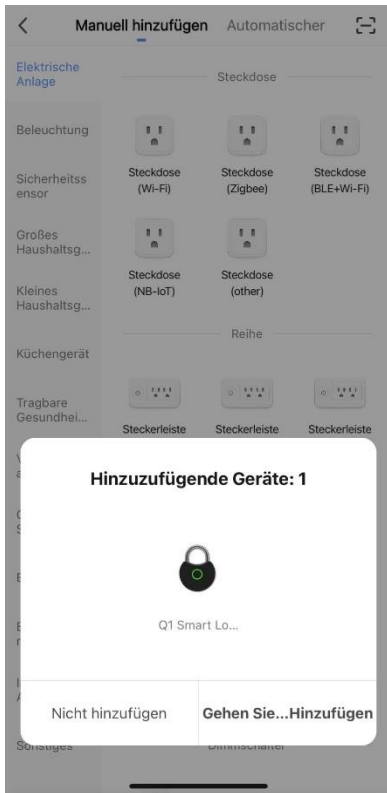 Manuell hinzufügen Automatischer
Elektrische
Anlage
Steckdose
Beleuchtung
Steckdose
(Wi-Fi)
Steckdose
(Zigbee)
Steckdose
(BLE+Wi-Fi)
Sicherheitss
ensor
Großes
Haushaltsg...
Steckdose
(NB-IoT)
Steckdose
(other)
Kleines
Haushaltsg...
Reihe
Küchengerät
Tragbare
Gesundhei...
Steckerleiste Steckerleiste Steckerleiste
Hinzuzufügende Geräte: 1
Q1 Smart Lo...
Nicht hinzufügen Gehen Sie...Hinzufügen
Sonstiges Dimmschalter